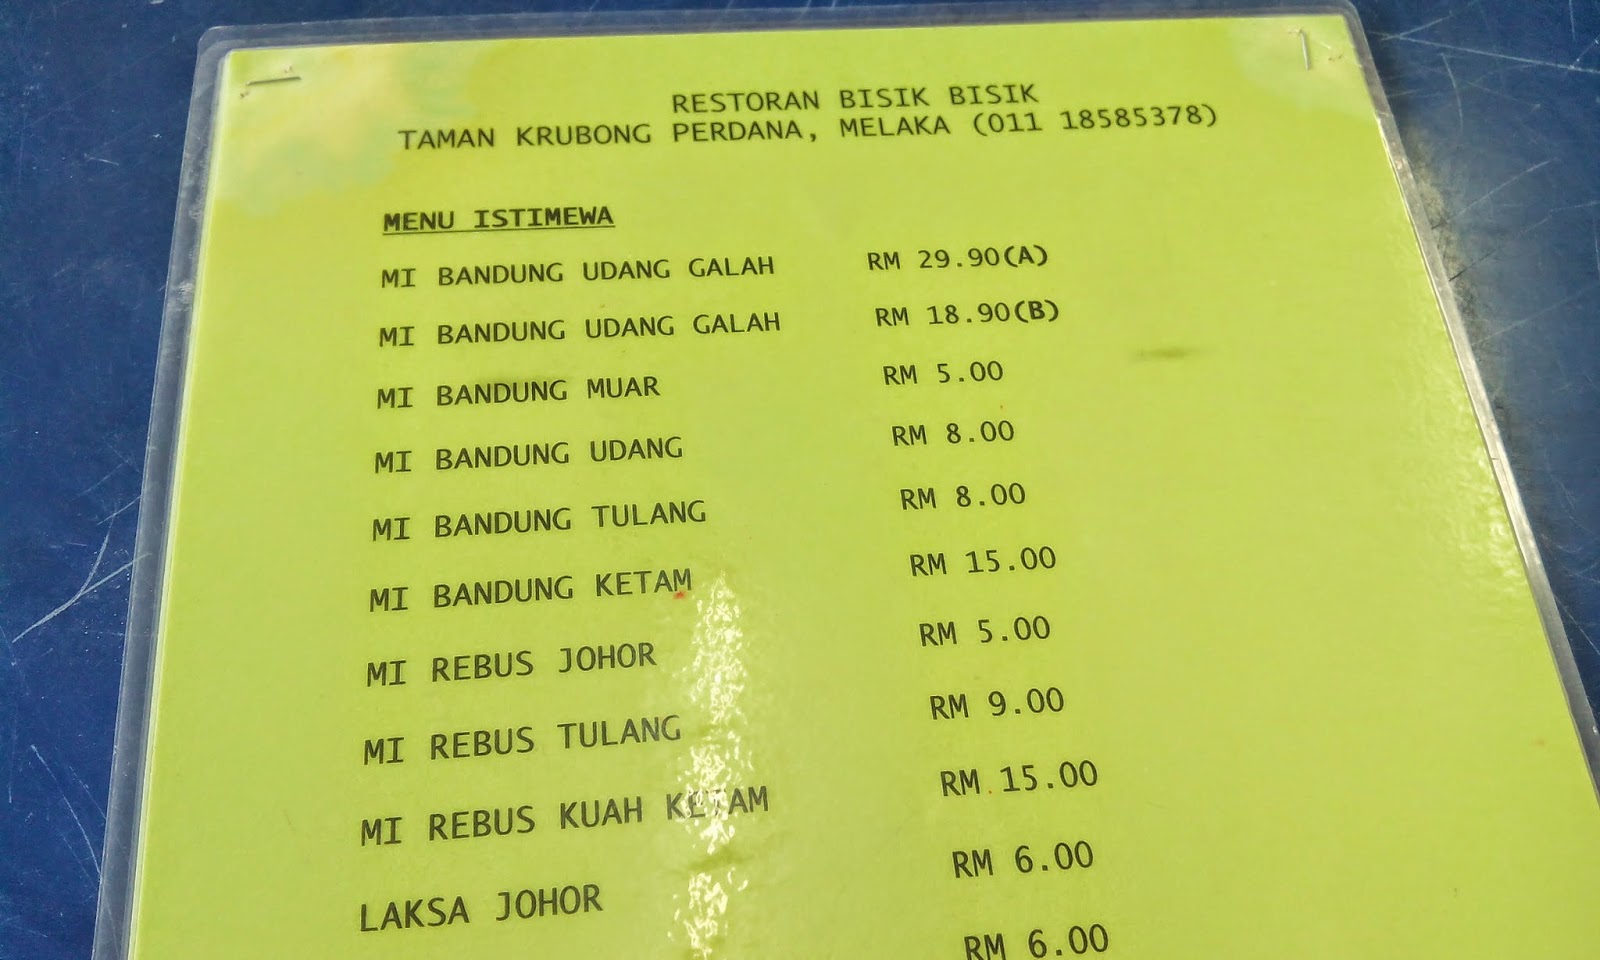 RESTORAN BISIK BISIK
TAMAN KRUBONG PERDANA, MELAKA (011 18585378)
MENU ISTIMEWA
MI BANDUNG UDANG GALAH RM 29.90(A)
MI BANDUNG UDANG GALAH RM 18.90(B)
MI BANDUNG MUAR RM 5.00
MI BANDUNG UDANG RM 8.00
MI BANDUNG TULANG RM 8.00
MI BANDUNG KETAM RM 15.00
MI REBUS JOHOR RM 5.00
MI REBUS TULANG RM 9.00
MI REBUS KUAH KETAM RM 15.00
LAKSA JOHOR RM 6.00
RM 6.00